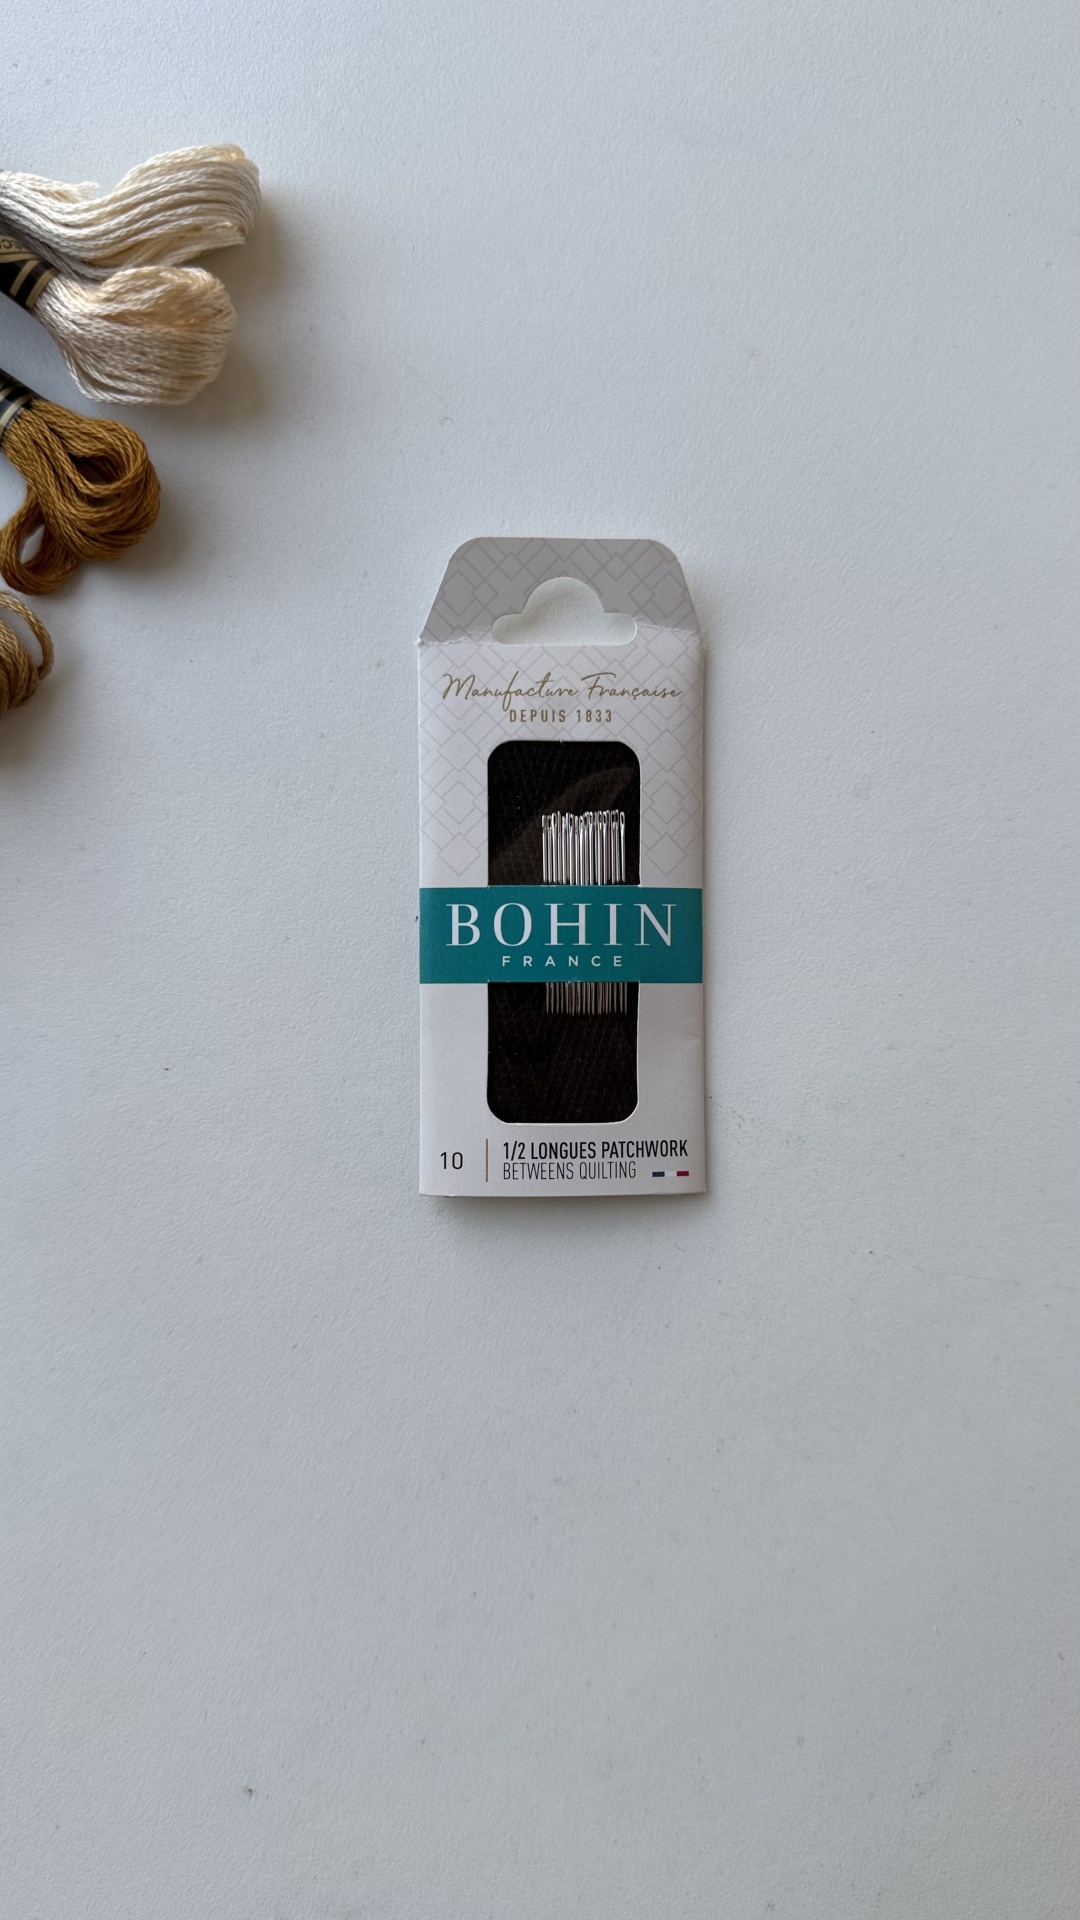 Manufacture Française
DEPUIS 1833
BOHIN
FRANCE
10
1/2 LONGUES PATCHWORK
BETWEENS QUILTING